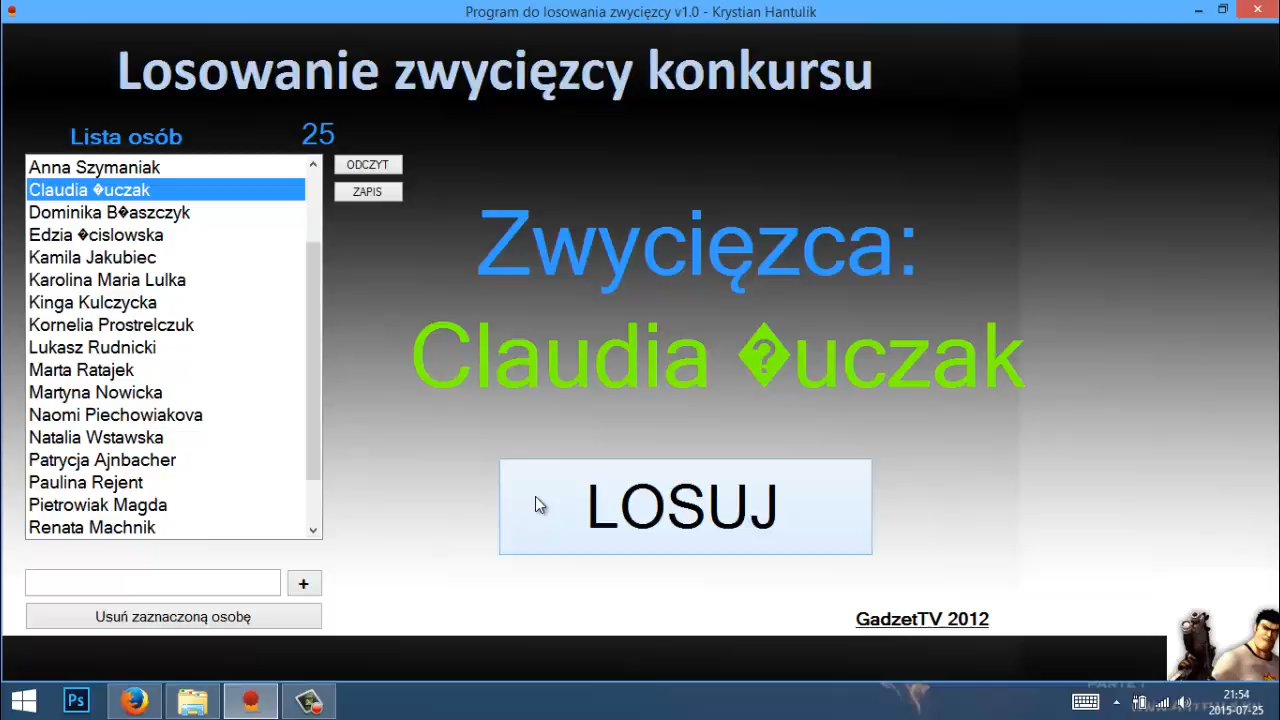 Program do losowania zwycięzcy v1.0 - Krystian Hantulik
Losowanie zwycięzcy konkursu
Lista osób 25
Anna Szymaniak
Claudia �uczak
Dominika B�aszczyk
Edzia �cislowska
Kamila Jakubiec
Karolina Maria Lulka
Kinga Kulczycka
Kornelia Prostrelczuk
Lukasz Rudnicki
Marta Ratajek
Martyna Nowicka
Naomi Piechowiakova
Natalia Wstawska
Patrycja Ajnbacher
Paulina Rejent
Pietrowiak Magda
Renata Machnik
ODCZYT
ZAPIS
Zwycięzca:
Claudia �uczak
LOSUJ
+
Usuń zaznaczoną osobę
GadzetTV 2012
Ps
21:54
2015-07-25